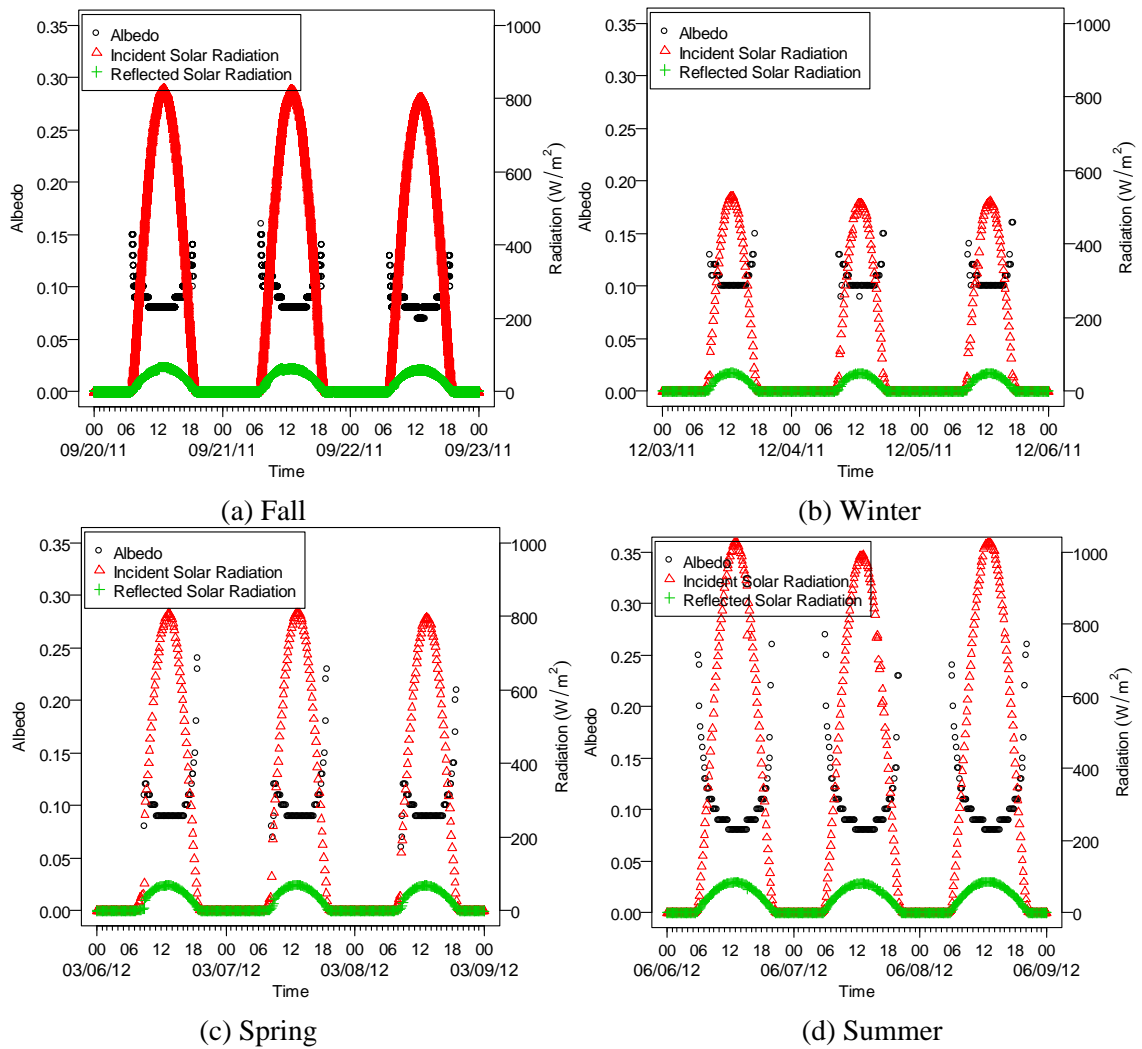 Albedo
Incident Solar Radiation
Reflected Solar Radiation
0.35
0.30
0.25
0.20
0.15
0.10
0.05
0.00
Albedo
1000
800
600
400
200
0
Radiation (W/m²)
00 06 12 18 00 06 12 18 00 06 12 18 00
09/20/11 09/21/11 09/22/11 09/23/11
Time
(a) Fall
Albedo
Incident Solar Radiation
Reflected Solar Radiation
0.35
0.30
0.25
0.20
0.15
0.10
0.05
0.00
Albedo
1000
800
600
400
200
0
Radiation (W/m²)
00 06 12 18 00 06 12 18 00 06 12 18 00
12/03/11 12/04/11 12/05/11 12/06/11
Time
(b) Winter
Albedo
Incident Solar Radiation
Reflected Solar Radiation
0.35
0.30
0.25
0.20
0.15
0.10
0.05
0.00
Albedo
1000
800
600
400
200
0
Radiation (W/m²)
00 06 12 18 00 06 12 18 00 06 12 18 00
03/06/12 03/07/12 03/08/12 03/09/12
Time
(c) Spring
Albedo
Incident Solar Radiation
Reflected Solar Radiation
0.35
0.30
0.25
0.20
0.15
0.10
0.05
0.00
Albedo
1000
800
600
400
200
0
Radiation (W/m²)
00 06 12 18 00 06 12 18 00 06 12 18 00
06/06/12 06/07/12 06/08/12 06/09/12
Time
(d) Summer